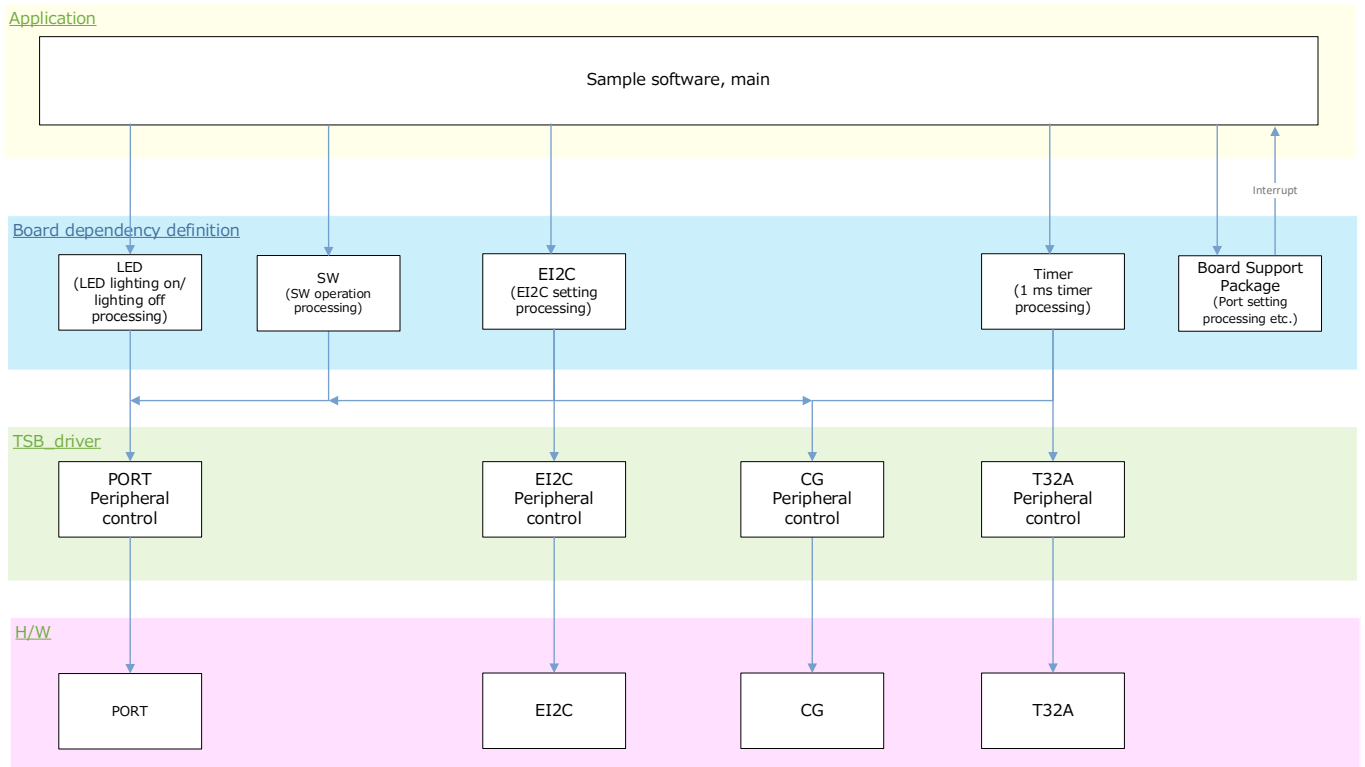 Application
Sample software, main
Interrupt
Board dependency definition
LED
(LED lighting on/
lighting off
processing)
SW
(SW operation
processing)
EI2C
(EI2C setting
processing)
Timer
(1 ms timer
processing)
Board Support
Package
(Port setting
processing etc.)
TSB_driver
PORT
Peripheral
control
EI2C
Peripheral
control
CG
Peripheral
control
T32A
Peripheral
control
H/W
PORT
EI2C
CG
T32A